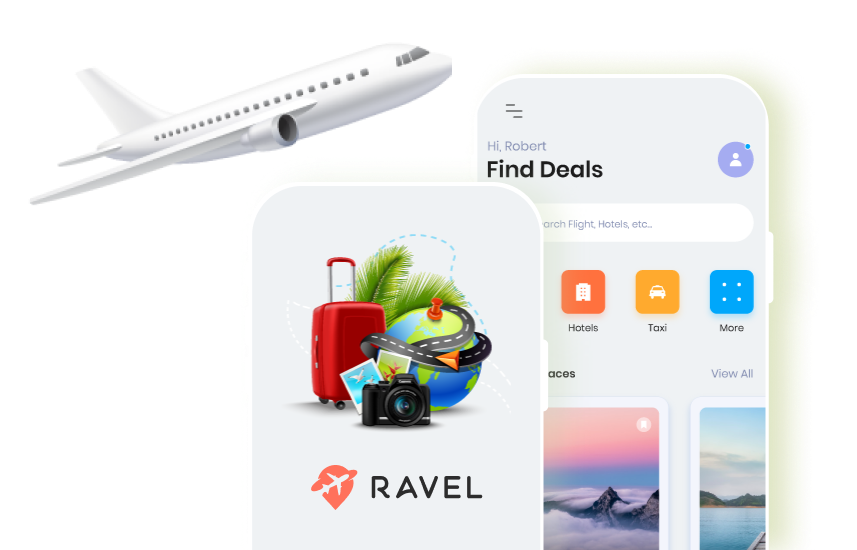 Hi, Robert
Find Deals
arch Flight, Hotels, etc...
Hotels
Taxi
More
aces
View All
RAVEL